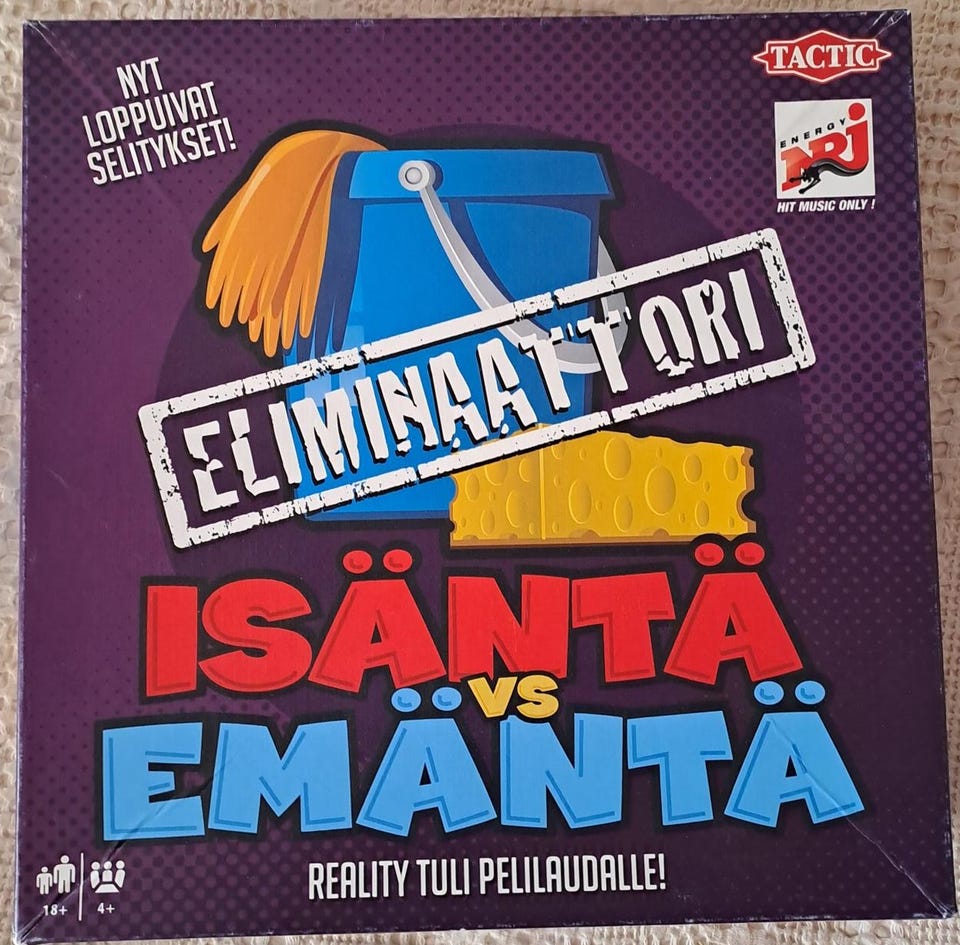 NYT
LOPPUIVAT
SELITYKSET!
TACTIC
ENERGY
NRJ
HIT MUSIC ONLY !
ELIMINAATTORI
ISÄNTÄ
VS
EMÄNTÄ
REALITY TULI PELILAUDALLE!
18+
4+